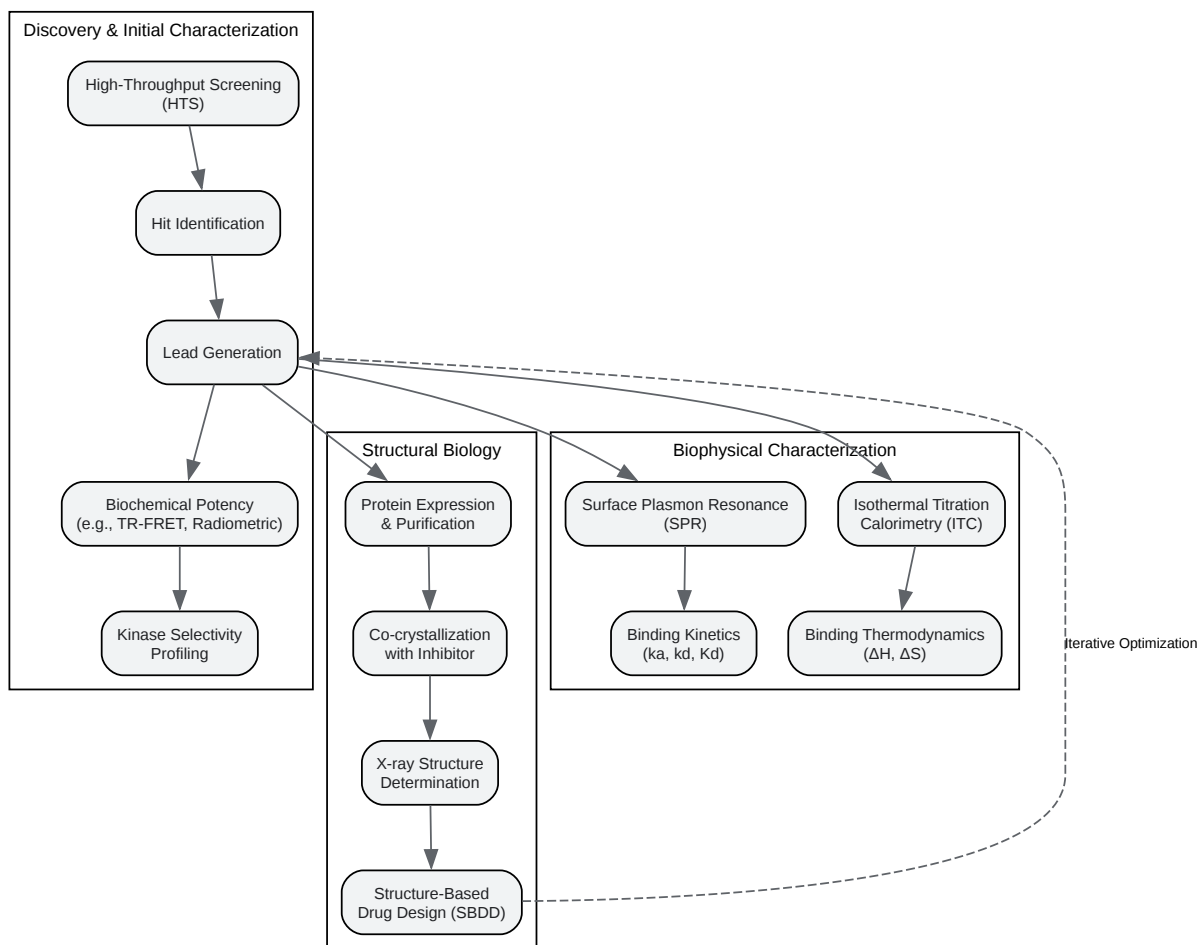 Discovery & Initial Characterization
High-Throughput Screening
(HTS)
Hit Identification
Lead Generation
Biochemical Potency
(e.g., TR-FRET, Radiometric)
Kinase Selectivity
Profiling
Structural Biology
Protein Expression
& Purification
Co-crystallization
with Inhibitor
X-ray Structure
Determination
Structure-Based
Drug Design (SBDD)
Biophysical Characterization
Surface Plasmon Resonance
(SPR)
Binding Kinetics
(ka, kd, Kd)
Isothermal Titration
Calorimetry (ITC)
Binding Thermodynamics
(ΔH, ΔS)
Iterative Optimization